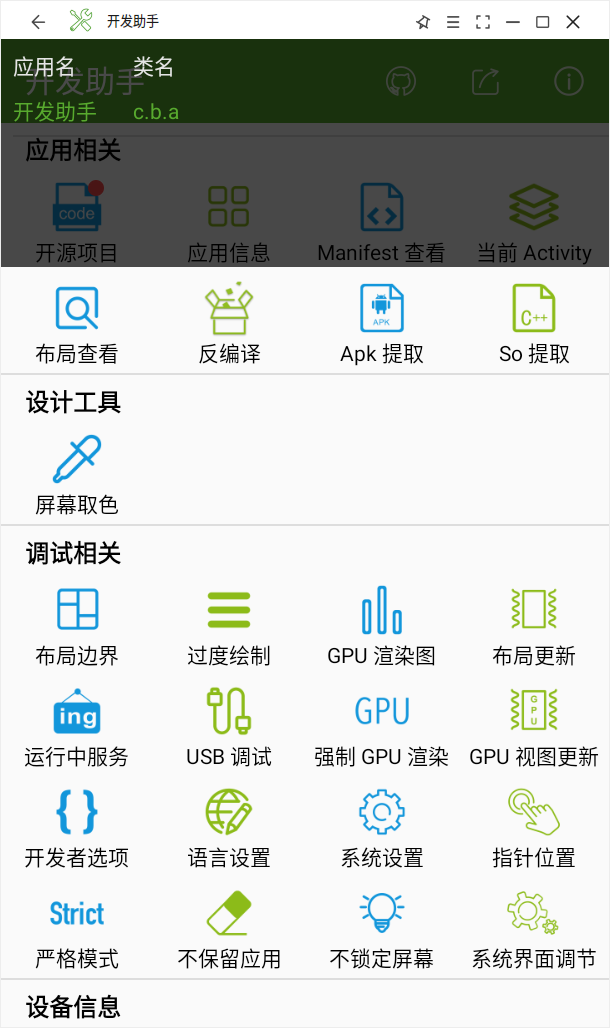 开发助手
应用名 类名
开发助手
开发助手 c.b.a
应用相关
code
开源项目 应用信息 Manifest 查看 当前 Activity
APK
C++
布局查看 反编译 Apk 提取 So 提取
设计工具
屏幕取色
调试相关
布局边界 过度绘制 GPU 渲染图 布局更新
ing GPU GPU
运行中服务 USB 调试 强制 GPU 渲染 GPU 视图更新
{ }
开发者选项 语言设置 系统设置 指针位置
Strict
严格模式 不保留应用 不锁定屏幕 系统界面调节
设备信息